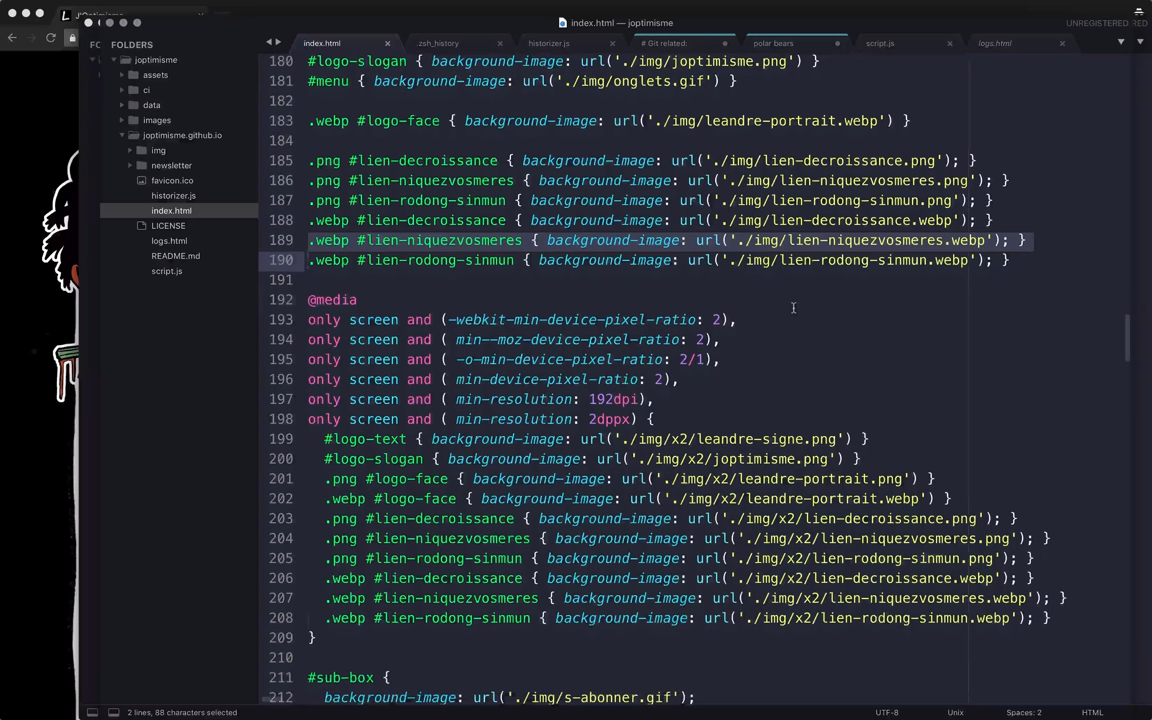 J'Optimisme
index.html — joptimisme
UNREGISTERED
FOLDERS
joptimisme
assets
ci
data
images
joptimisme.github.io
img
newsletter
favicon.ico
historizer.js
index.html
LICENSE
logs.html
README.md
script.js
index.html
.zsh_history
historizer.js
# Git related:
polar bears
script.js
logs.html
180 #logo-slogan { background-image: url('./img/joptimisme.png') }
181 #menu { background-image: url('./img/onglets.gif') }
182
183 .webp #logo-face { background-image: url('./img/leandre-portrait.webp') }
184
185 .png #lien-decroissance { background-image: url('./img/lien-decroissance.png'); }
186 .png #lien-niquezvosmeres { background-image: url('./img/lien-niquezvosmeres.png'); }
187 .png #lien-rodong-sinmun { background-image: url('./img/lien-rodong-sinmun.png'); }
188 .webp #lien-decroissance { background-image: url('./img/lien-decroissance.webp'); }
189 .webp #lien-niquezvosmeres { background-image: url('./img/lien-niquezvosmeres.webp'); }
190 .webp #lien-rodong-sinmun { background-image: url('./img/lien-rodong-sinmun.webp'); }
191
192 @media
193 only screen and (-webkit-min-device-pixel-ratio: 2),
194 only screen and ( min--moz-device-pixel-ratio: 2),
195 only screen and ( -o-min-device-pixel-ratio: 2/1),
196 only screen and ( min-device-pixel-ratio: 2),
197 only screen and ( min-resolution: 192dpi),
198 only screen and ( min-resolution: 2dppx) {
199 #logo-text { background-image: url('./img/x2/leandre-signe.png') }
200 #logo-slogan { background-image: url('./img/x2/joptimisme.png') }
201 .png #logo-face { background-image: url('./img/x2/leandre-portrait.png') }
202 .webp #logo-face { background-image: url('./img/x2/leandre-portrait.webp') }
203 .png #lien-decroissance { background-image: url('./img/x2/lien-decroissance.png'); }
204 .png #lien-niquezvosmeres { background-image: url('./img/x2/lien-niquezvosmeres.png'); }
205 .png #lien-rodong-sinmun { background-image: url('./img/x2/lien-rodong-sinmun.png'); }
206 .webp #lien-decroissance { background-image: url('./img/x2/lien-decroissance.webp'); }
207 .webp #lien-niquezvosmeres { background-image: url('./img/x2/lien-niquezvosmeres.webp'); }
208 .webp #lien-rodong-sinmun { background-image: url('./img/x2/lien-rodong-sinmun.webp'); }
209 }
210
211 #sub-box {
212 background-image: url('./img/s-abonner.gif');
2 lines, 88 characters selected
UTF-8
Unix
Spaces: 2
HTML